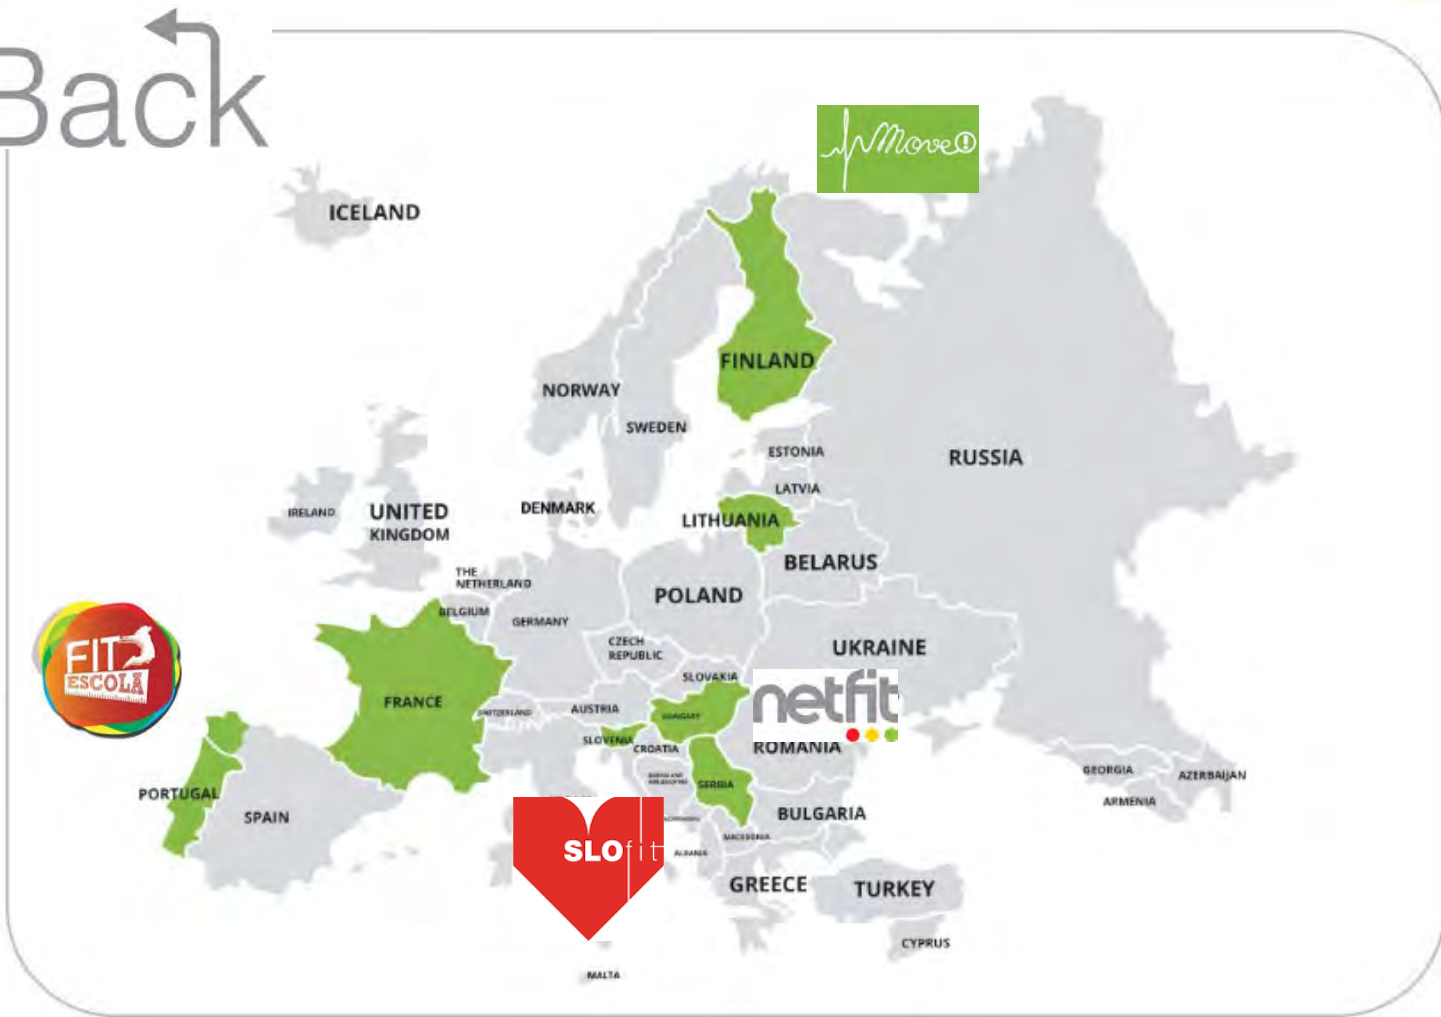 Back
Move!
ICELAND
FINLAND
NORWAY
SWEDEN
ESTONIA
RUSSIA
LATVIA
IRELAND
UNITED
KINGDOM
DENMARK
LITHUANIA
BELARUS
THE
NETHERLAND
POLAND
BELGIUM
GERMANY
CZECH
REPUBLIC
UKRAINE
FIT
ESCOLA
SLOVAKIA
FRANCE
SWITZERLAND
AUSTRIA
HUNGARY
netfit
SLOVENIA
CROATIA
ROMANIA
GEORGIA
AZERBAIJAN
SERBIA
PORTUGAL
ARMENIA
SPAIN
BULGARIA
MACEDONIA
SLOfit
ALBANIA
GREECE
TURKEY
CYPRUS
MALTA